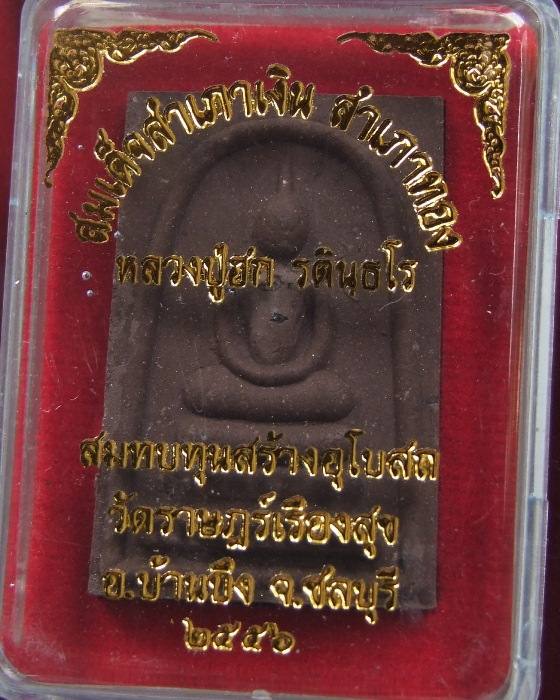 สมเด็จสำเภาเงิน สำเภาทอง
หลวงปู่ฮก รตินฺธโร
สมทบทุนสร้างอุโบสถ
วัดราษฎร์เรืองสุข
อ.บ้านบึง จ.ชลบุรี
๒๕๕๖